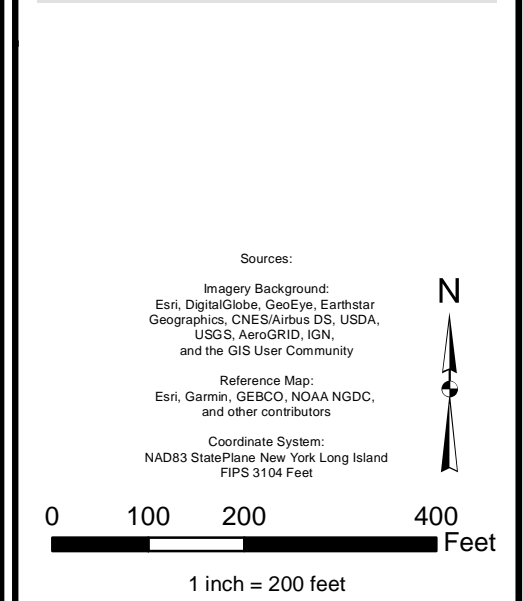 Sources:
Imagery Background:
Esri, DigitalGlobe, GeoEye, Earthstar
Geographics, CNES/Airbus DS, USDA,
USGS, AeroGRID, IGN,
and the GIS User Community
Reference Map:
Esri, Garmin, GEBCO, NOAA NGDC,
and other contributors
Coordinate System:
NAD83 StatePlane New York Long Island
FIPS 3104 Feet
N
0 100 200 400
Feet
1 inch = 200 feet